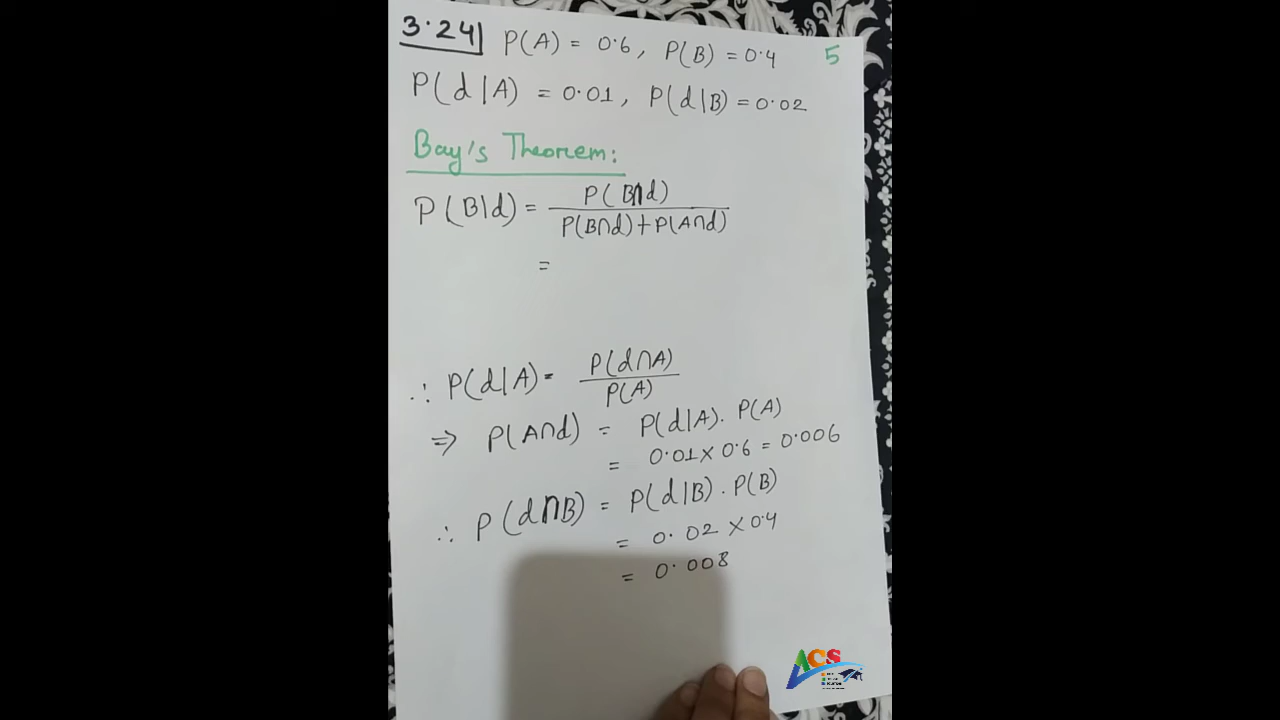 3.24 P(A) = 0.6, P(B) = 0.4 5
P(d|A) = 0.01, P(d|B) = 0.02
Bay's Theorem:
P(B|d) = P(B∩d) / P(B∩d)+P(A∩d)
=
∴ P(d|A) = P(d∩A) / P(A)
⇒ P(A∩d) = P(d|A). P(A)
= 0.01 × 0.6 = 0.006
∴ P(d∩B) = P(d|B). P(B)
= 0.02 × 0.4
= 0.008
ACS